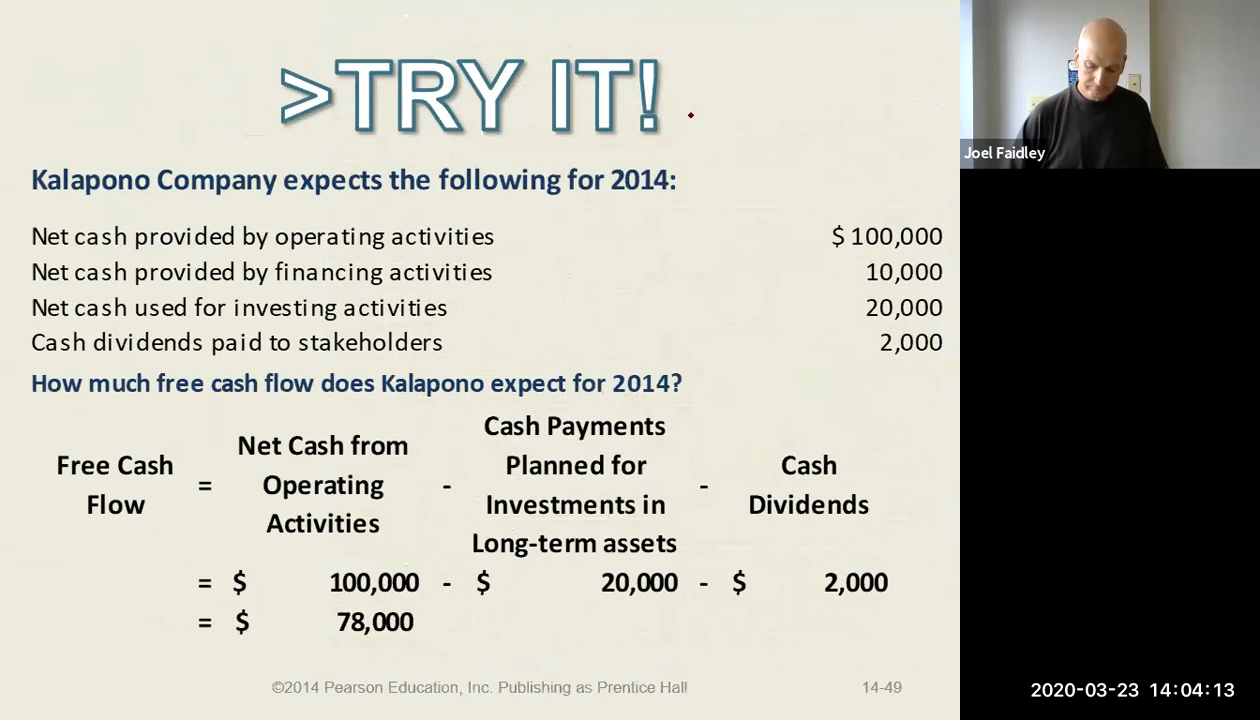 >TRY IT!
Kalapono Company expects the following for 2014:
Net cash provided by operating activities $ 100,000
Net cash provided by financing activities 10,000
Net cash used for investing activities 20,000
Cash dividends paid to stakeholders 2,000
How much free cash flow does Kalapono expect for 2014?
Free Cash Flow = Net Cash from Operating Activities - Cash Payments Planned for Investments in Long-term assets - Cash Dividends
= $ 100,000 - $ 20,000 - $ 2,000
= $ 78,000
©2014 Pearson Education, Inc. Publishing as Prentice Hall 14-49
Joel Faidley
2020-03-23 14:04:13